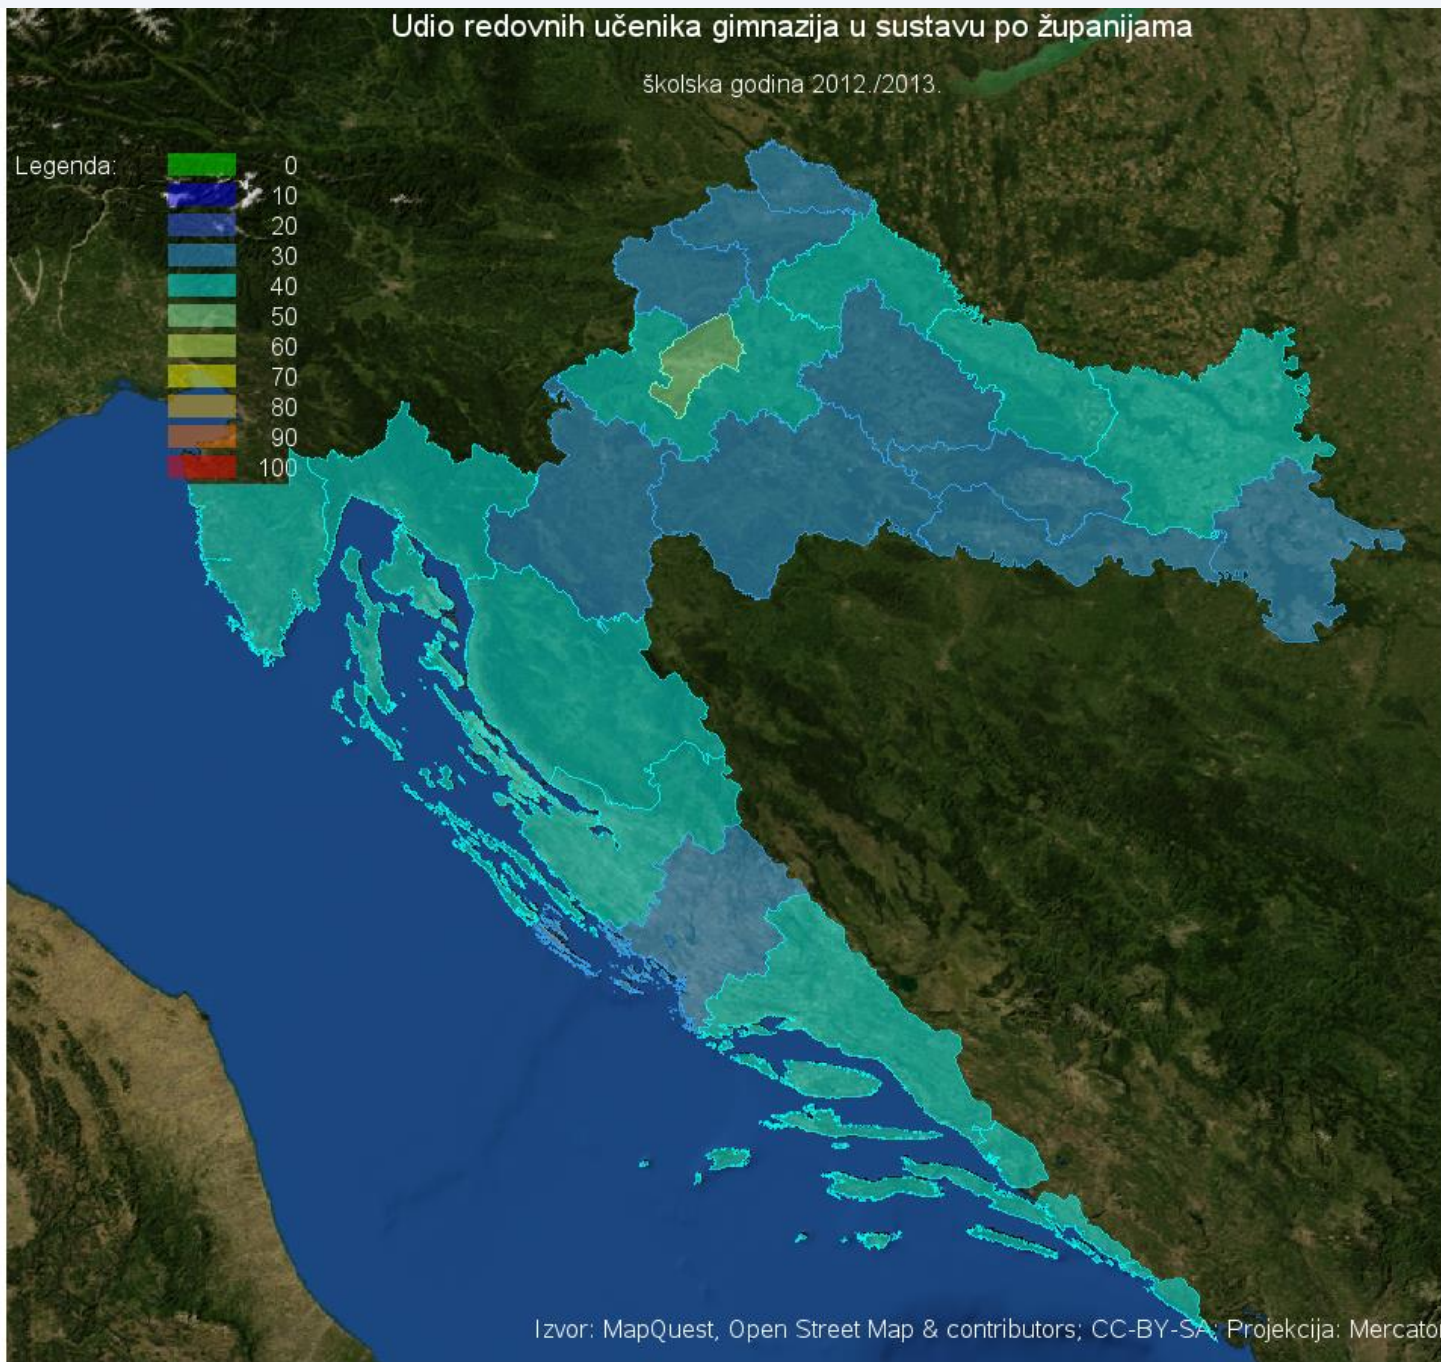 Udio redovnih učenika gimnazija u sustavu po županijama
školska godina 2012./2013.
Legenda:
0
10
20
30
40
50
60
70
80
90
100
Izvor: MapQuest, Open Street Map & contributors; CC-BY-SA; Projekcija: Mercator